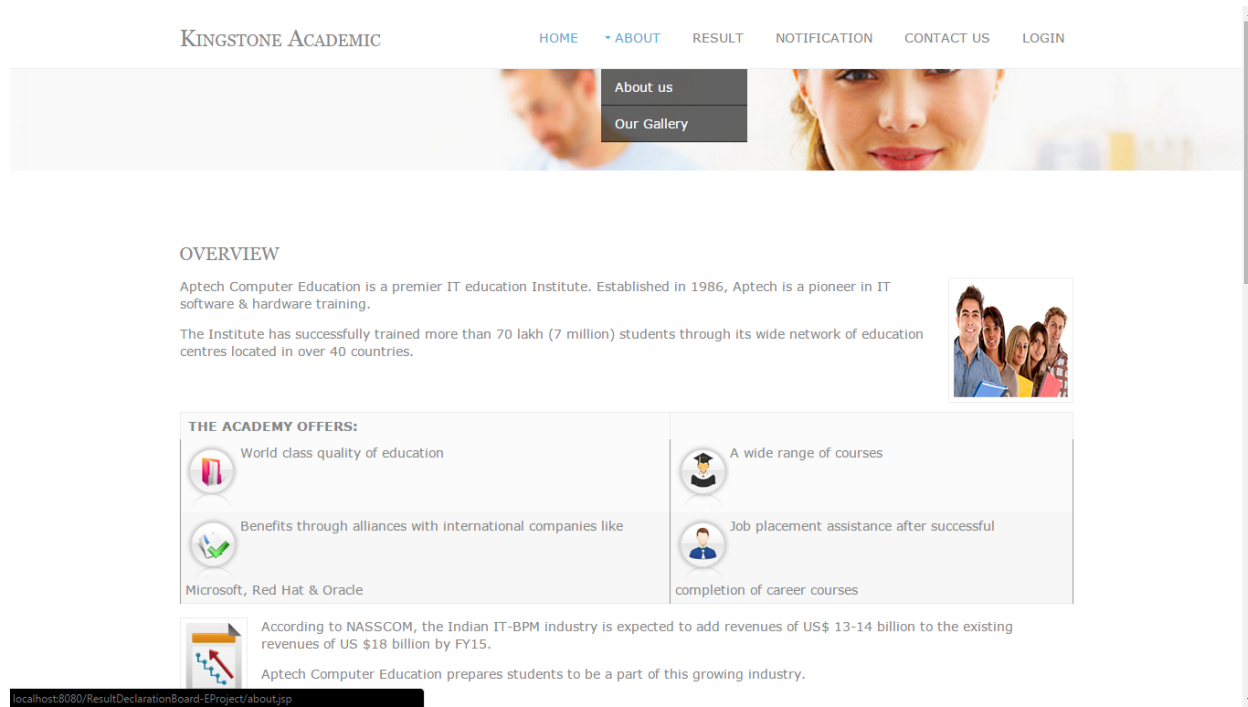 KINGSTONE ACADEMIC
HOME ABOUT RESULT NOTIFICATION CONTACT US LOGIN
About us
Our Gallery
OVERVIEW
Aptech Computer Education is a premier IT education Institute. Established in 1986, Aptech is a pioneer in IT
software & hardware training.
The Institute has successfully trained more than 70 lakh (7 million) students through its wide network of education
centres located in over 40 countries.
THE ACADEMY OFFERS:
World class quality of education
A wide range of courses
Benefits through alliances with international companies like
Microsoft, Red Hat & Oracle
Job placement assistance after successful
completion of career courses
According to NASSCOM, the Indian IT-BPM industry is expected to add revenues of US$ 13-14 billion to the existing
revenues of US $18 billion by FY15.
Aptech Computer Education prepares students to be a part of this growing industry.
localhost:8080/ResultDeclarationBoard-EProject/about.jsp